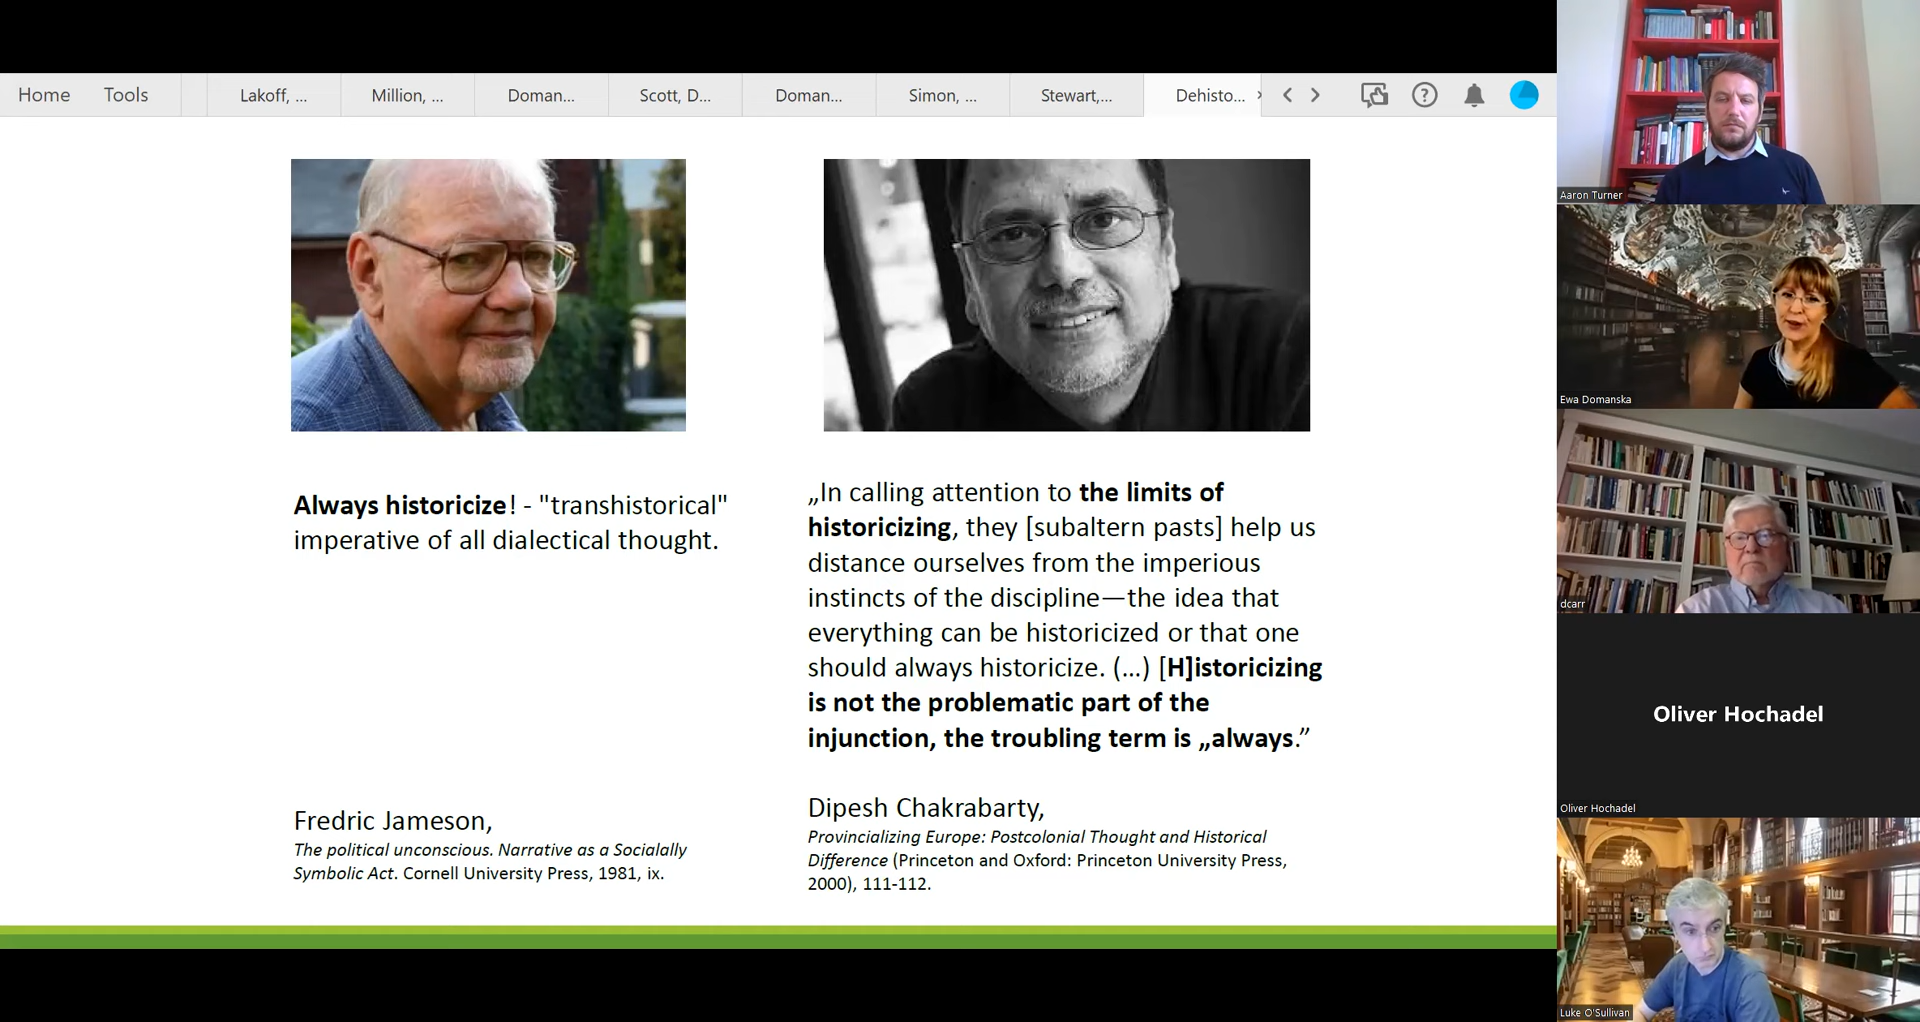 Home Tools Lakoff, ... Million, ... Doman... Scott, D... Doman... Simon, ... Stewart,... Dehisto...
Always historicize! - "transhistorical"
imperative of all dialectical thought.
Fredric Jameson,
The political unconscious. Narrative as a Socially
Symbolic Act. Cornell University Press, 1981, ix.
„In calling attention to the limits of
historicizing, they [subaltern pasts] help us
distance ourselves from the imperious
instincts of the discipline—the idea that
everything can be historicized or that one
should always historicize. (...) [H]istoricizing
is not the problematic part of the
injunction, the troubling term is „always.”
Dipesh Chakrabarty,
Provincializing Europe: Postcolonial Thought and Historical
Difference (Princeton and Oxford: Princeton University Press,
2000), 111-112.
Aaron Turner
Ewa Domanska
dcarr
Oliver Hochadel
Oliver Hochadel
Luke O'Sullivan